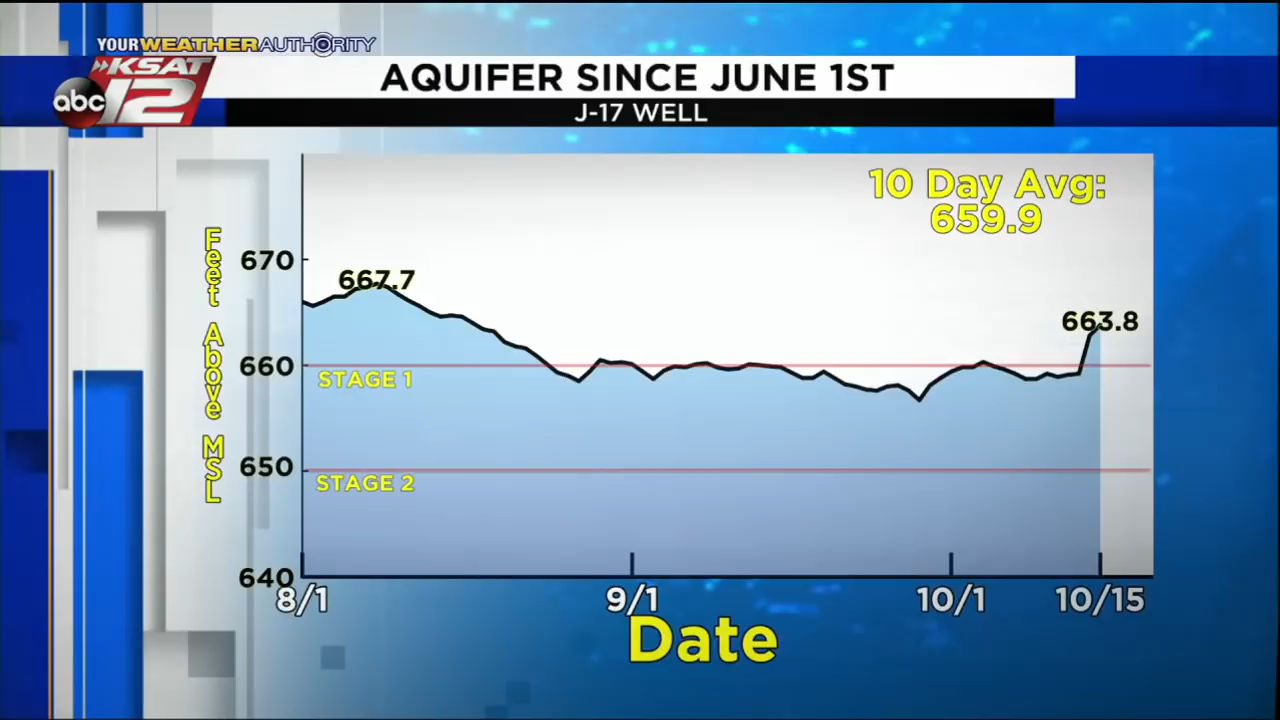 YOUR WEATHER AUTHORITY
KSAT
abc 12
AQUIFER SINCE JUNE 1ST
J-17 WELL
10 Day Avg:
659.9
Feet Above MSL
670
667.7
663.8
660
STAGE 1
650
STAGE 2
640
8/1 9/1 10/1 10/15
Date